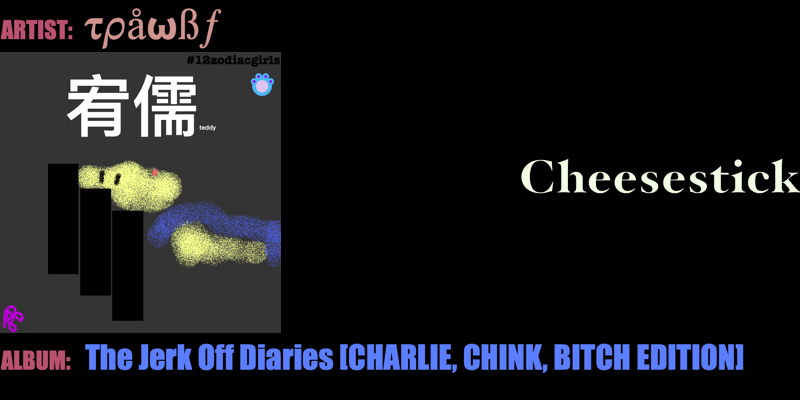 ARTIST: τρåωßƒ
#12zodiacgirls
宥儒
teddy
Cheesestick
ALBUM: The Jerk Off Diaries [CHARLIE, CHINK, BITCH EDITION]